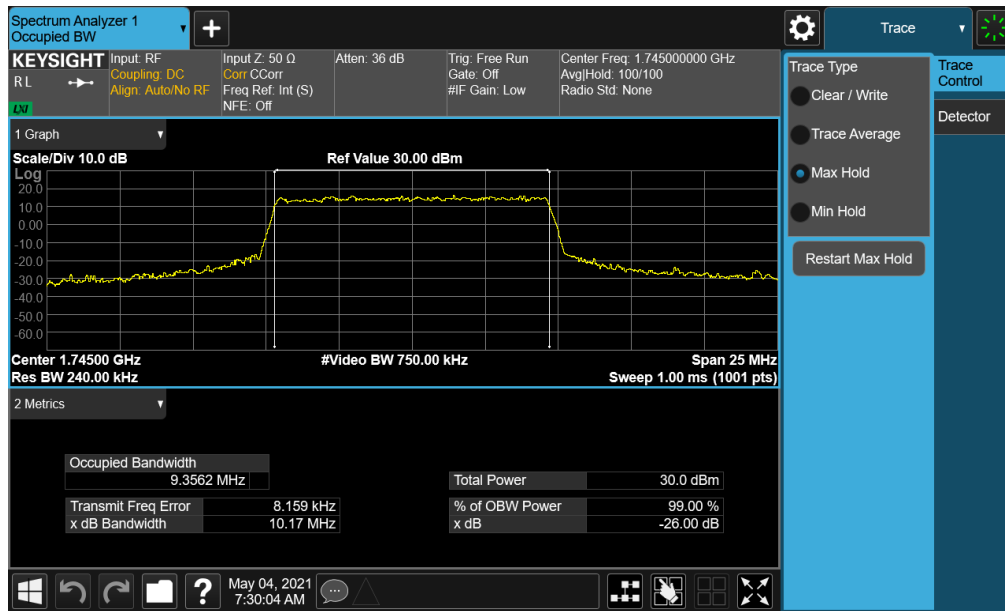 Spectrum Analyzer 1
Occupied BW
Trace
KEYSIGHT
R L
LXI
Input: RF
Coupling: DC
Align: Auto/No RF
Input Z: 50 Ω
Corr CCorr
Freq Ref: Int (S)
NFE: Off
Atten: 36 dB
Trig: Free Run
Gate: Off
#IF Gain: Low
Center Freq: 1.745000000 GHz
Avg|Hold: 100/100
Radio Std: None
Trace Type
Clear / Write
Trace Average
Max Hold
Min Hold
Restart Max Hold
Trace
Control
Detector
1 Graph
Scale/Div 10.0 dB
Ref Value 30.00 dBm
Log
20.0
10.0
0.00
-10.0
-20.0
-30.0
-40.0
-50.0
-60.0
Center 1.74500 GHz
#Video BW 750.00 kHz
Span 25 MHz
Res BW 240.00 kHz
Sweep 1.00 ms (1001 pts)
2 Metrics
Occupied Bandwidth
9.3562 MHz
Total Power 30.0 dBm
Transmit Freq Error 8.159 kHz
% of OBW Power 99.00 %
x dB Bandwidth 10.17 MHz
x dB -26.00 dB
?
May 04, 2021
7:30:04 AM